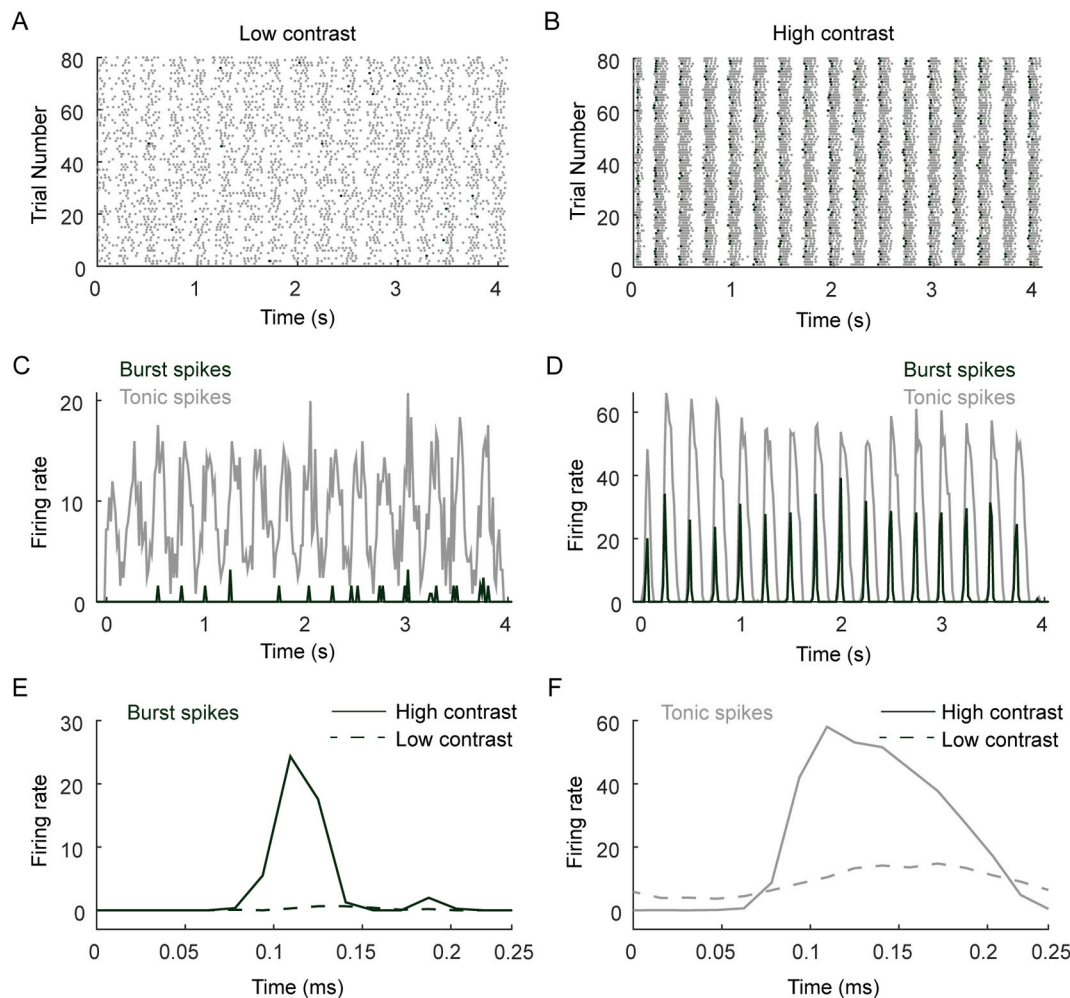 A
Low contrast
80
60
40
20
0
Trial Number
0 1 2 3 4
Time (s)
B
High contrast
80
60
40
20
0
Trial Number
0 1 2 3 4
Time (s)
C
Burst spikes
Tonic spikes
20
10
0
Firing rate
0 1 2 3 4
Time (s)
D
Burst spikes
Tonic spikes
60
40
20
0
Firing rate
0 1 2 3 4
Time (s)
E
Burst spikes
High contrast
Low contrast
30
20
10
0
Firing rate
0 0.05 0.1 0.15 0.2 0.25
Time (ms)
F
Tonic spikes
High contrast
Low contrast
60
40
20
0
Firing rate
0 0.05 0.1 0.15 0.2 0.25
Time (ms)